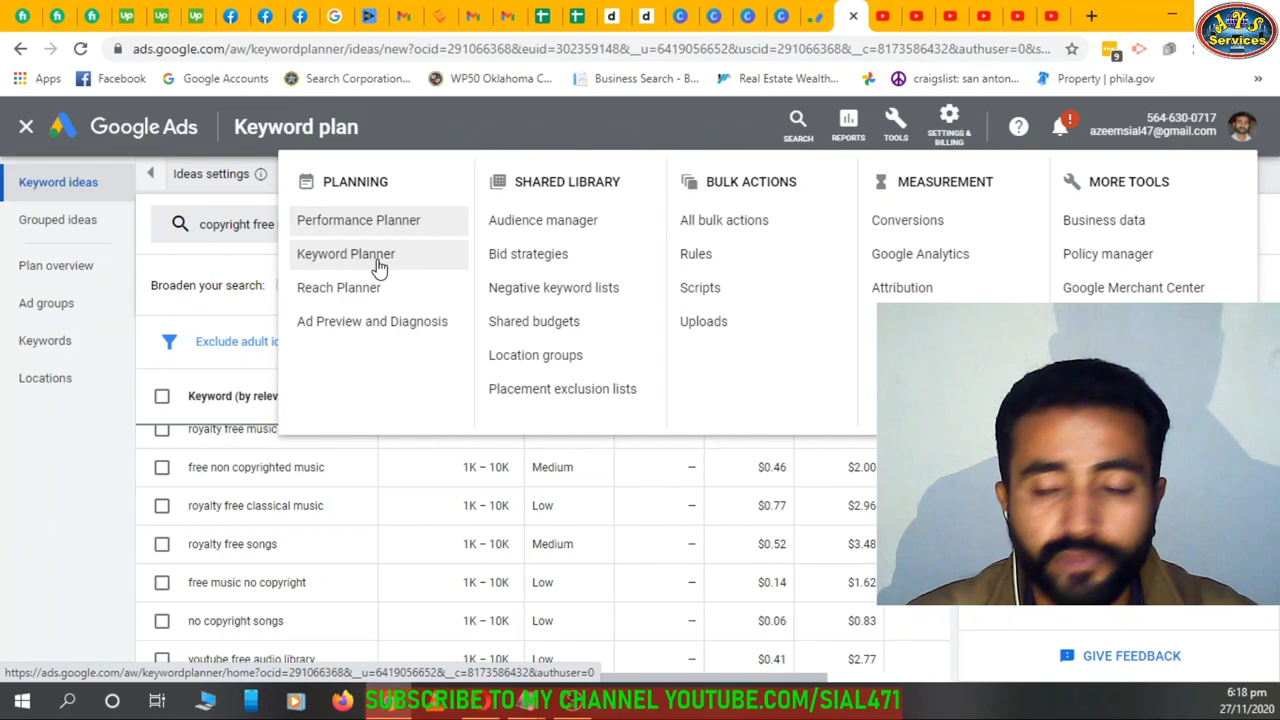 AYS
Services
ads.google.com/aw/keywordplanner/ideas/new?ocid=291066368&euid=302359148&__u=6419056652&uscid=291066368&__c=8173586432&authuser=0&s...
9
Apps
Facebook
Google Accounts
Search Corporation...
WP50 Oklahoma C...
Business Search - B...
Real Estate Wealth...
craigslist: san anton...
Property | phila.gov
Google Ads
Keyword plan
SEARCH
REPORTS
TOOLS
SETTINGS & BILLING
564-630-0717
azeemsial47@gmail.com
Keyword ideas
Grouped ideas
Plan overview
Ad groups
Keywords
Locations
Ideas settings
copyright free
Broaden your search:
Exclude adult id
Keyword (by relev
PLANNING
Performance Planner
Keyword Planner
Reach Planner
Ad Preview and Diagnosis
SHARED LIBRARY
Audience manager
Bid strategies
Negative keyword lists
Shared budgets
Location groups
Placement exclusion lists
BULK ACTIONS
All bulk actions
Rules
Scripts
Uploads
MEASUREMENT
Conversions
Google Analytics
Attribution
MORE TOOLS
Business data
Policy manager
Google Merchant Center
royalty free music
free non copyrighted music 1K – 10K Medium – $0.46 $2.00
royalty free classical music 1K – 10K Low – $0.77 $2.96
royalty free songs 1K – 10K Medium – $0.52 $3.48
free music no copyright 1K – 10K Low – $0.14 $1.62
no copyright songs 1K – 10K Low – $0.06 $0.83
youtube free audio library 1K – 10K Low – $0.41 $2.77
GIVE FEEDBACK
https://ads.google.com/aw/keywordplanner/home?ocid=291066368&__u=6419056652&__c=8173586432&authuser=0
SUBSCRIBE TO MY CHANNEL YOUTUBE.COM/SIAL471
6:18 pm
27/11/2020